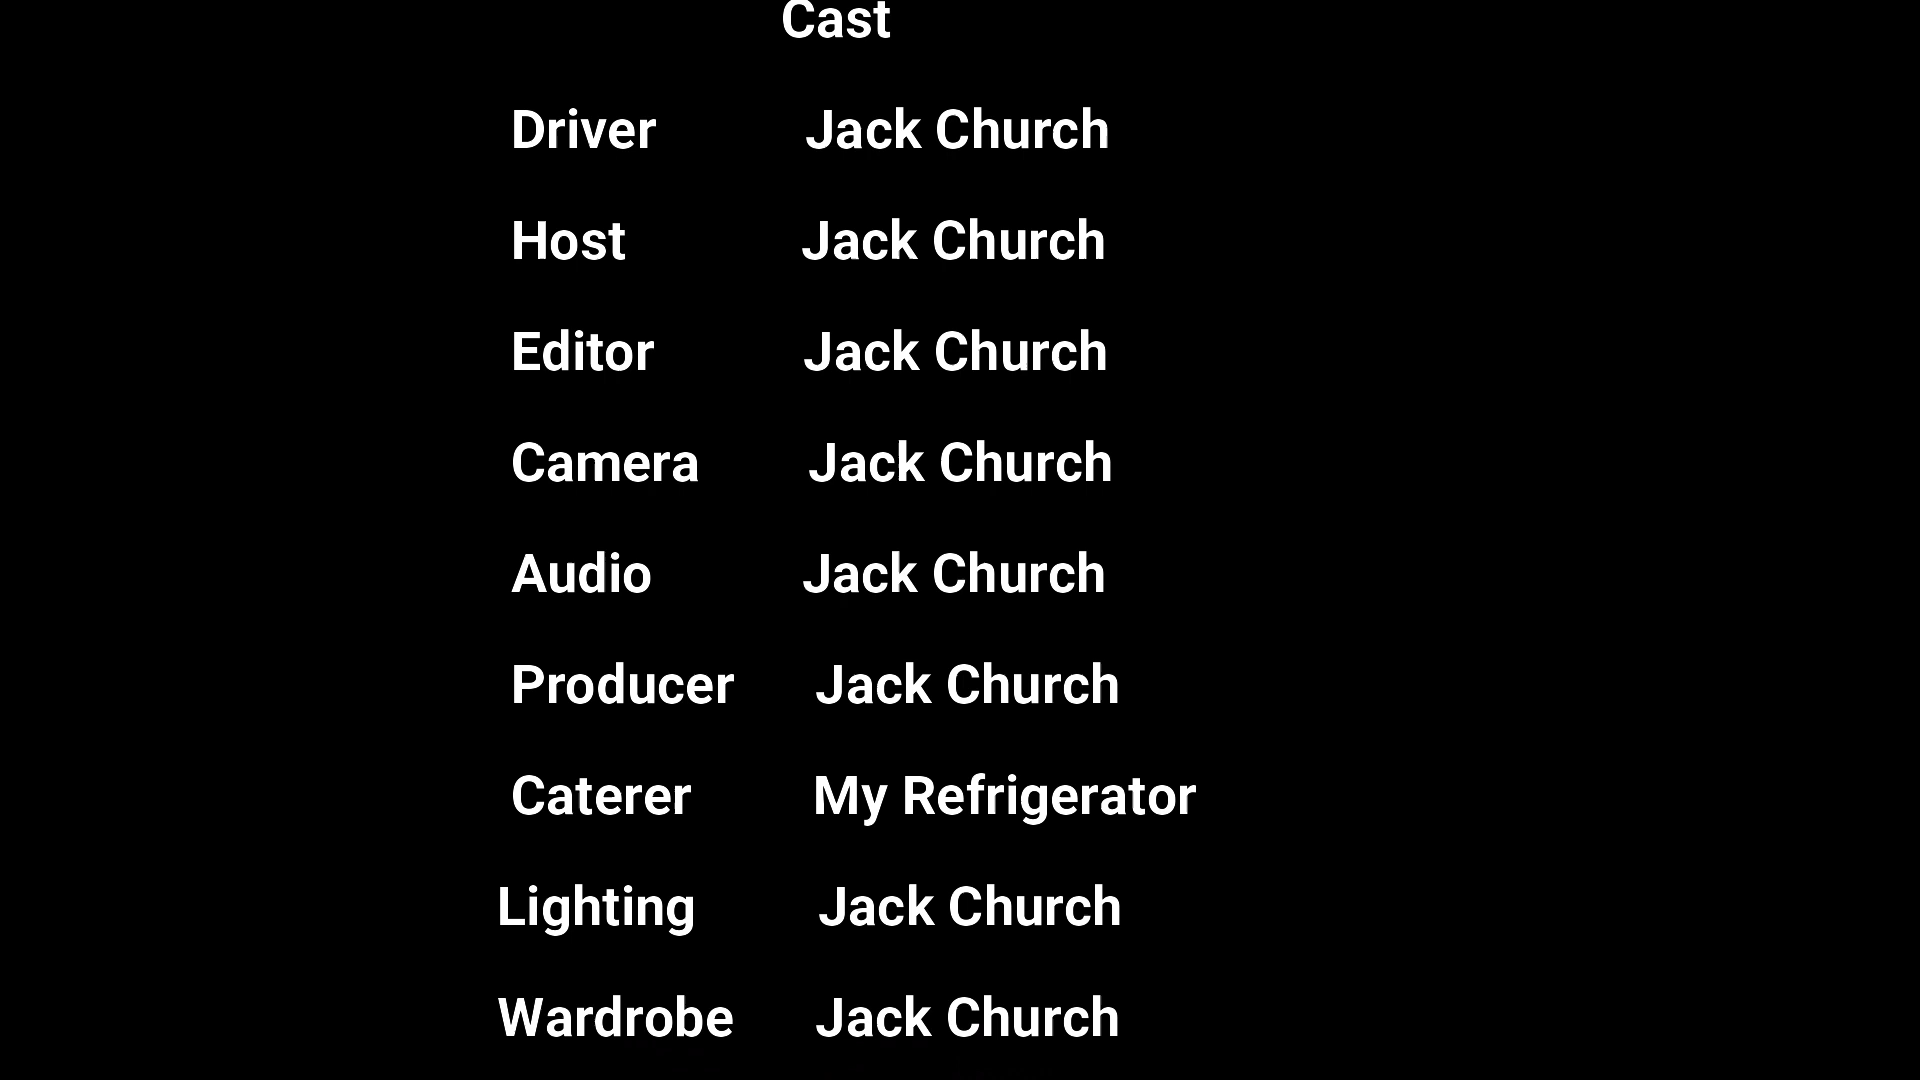 Cast
Driver Jack Church
Host Jack Church
Editor Jack Church
Camera Jack Church
Audio Jack Church
Producer Jack Church
Caterer My Refrigerator
Lighting Jack Church
Wardrobe Jack Church